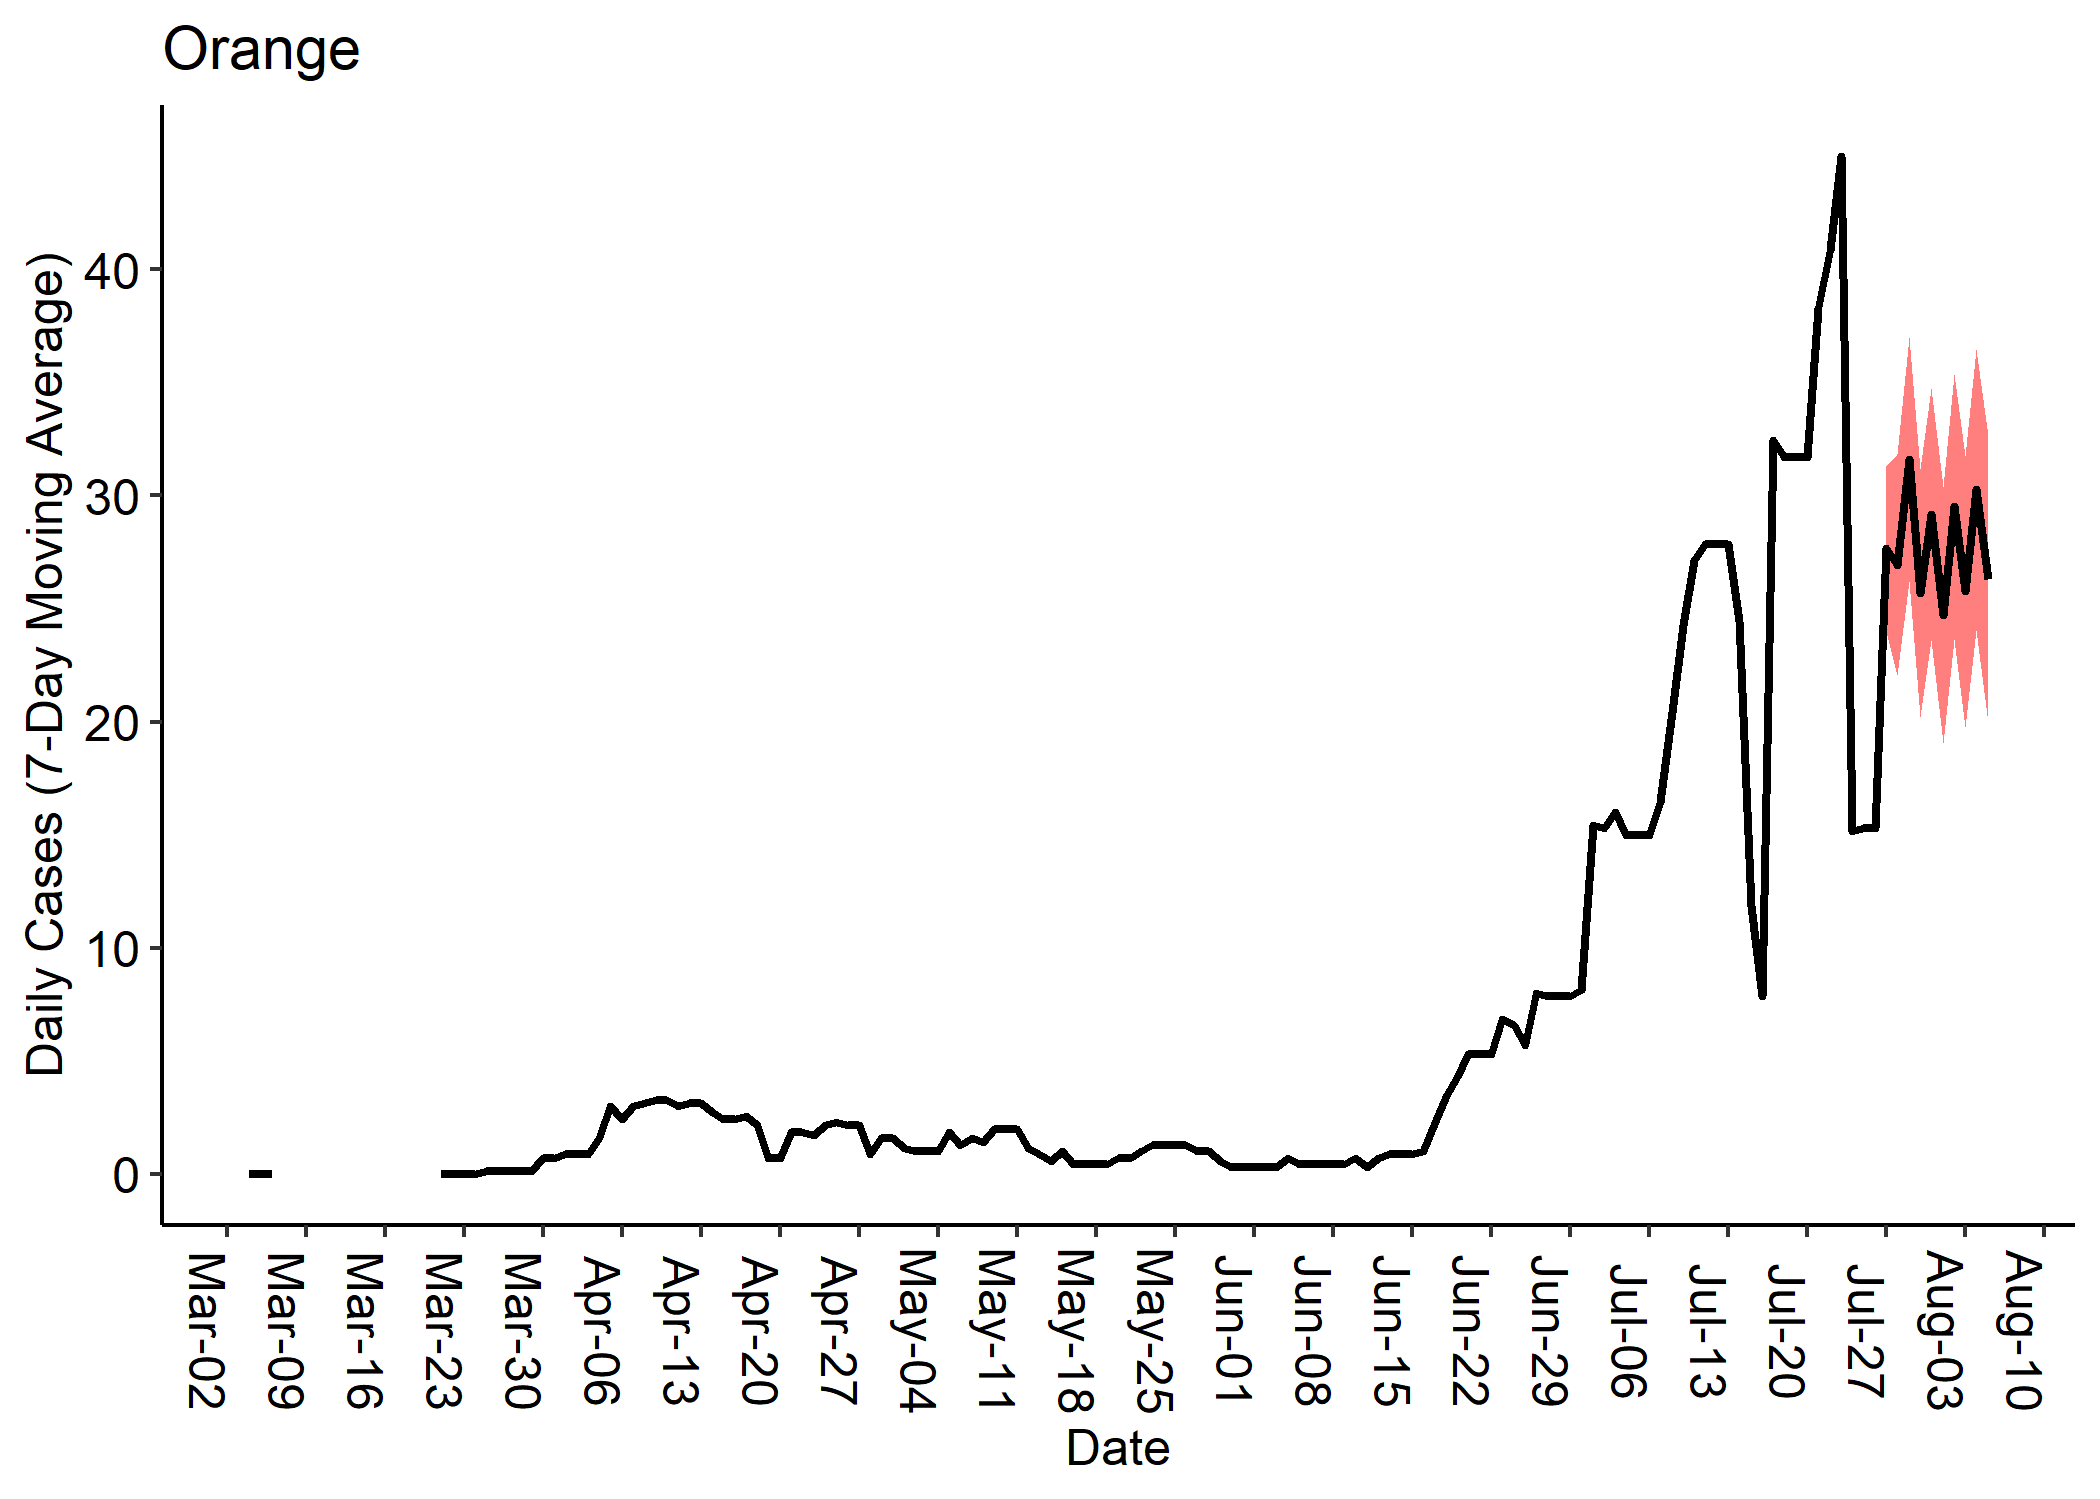 Orange
Daily Cases (7-Day Moving Average)
40
30
20
10
0
Mar-02
Mar-09
Mar-16
Mar-23
Mar-30
Apr-06
Apr-13
Apr-20
Apr-27
May-04
May-11
May-18
May-25
Jun-01
Jun-08
Jun-15
Jun-22
Jun-29
Jul-06
Jul-13
Jul-20
Jul-27
Aug-03
Aug-10
Date